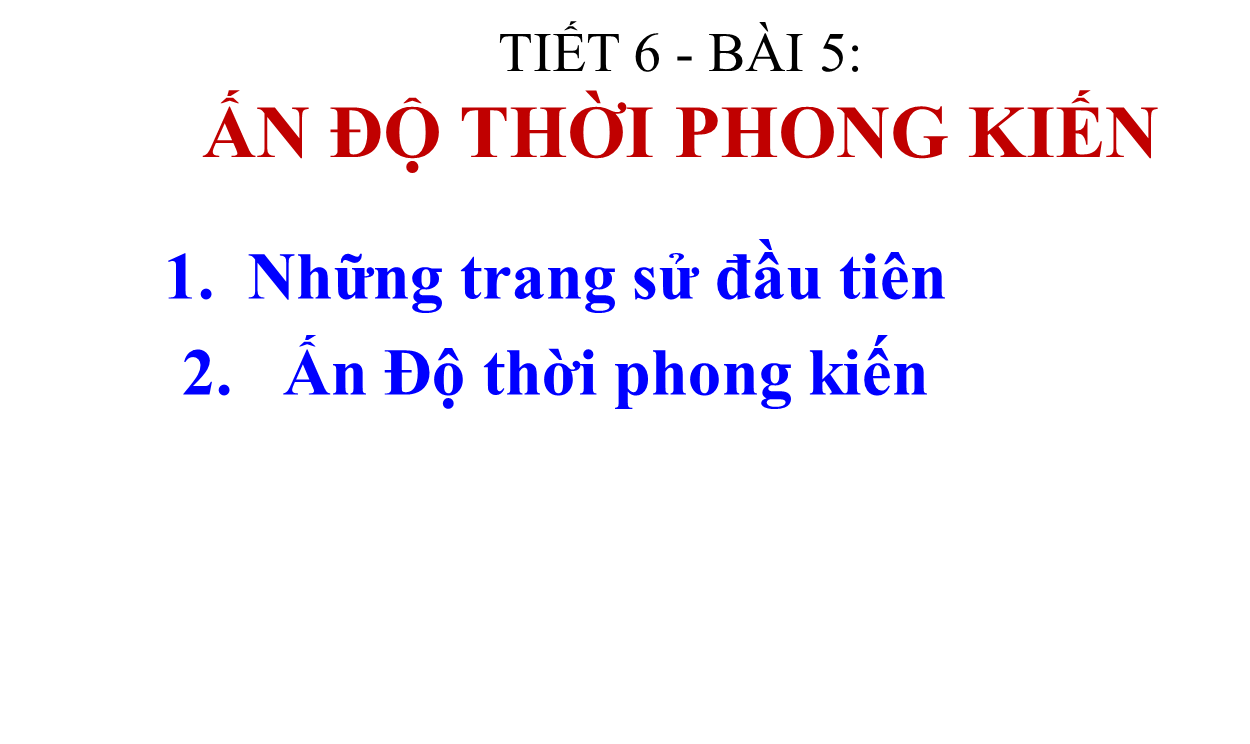 TIẾT 6 - BÀI 5:
ẤN ĐỘ THỜI PHONG KIẾN
1. Những trang sử đầu tiên
2. Ấn Độ thời phong kiến